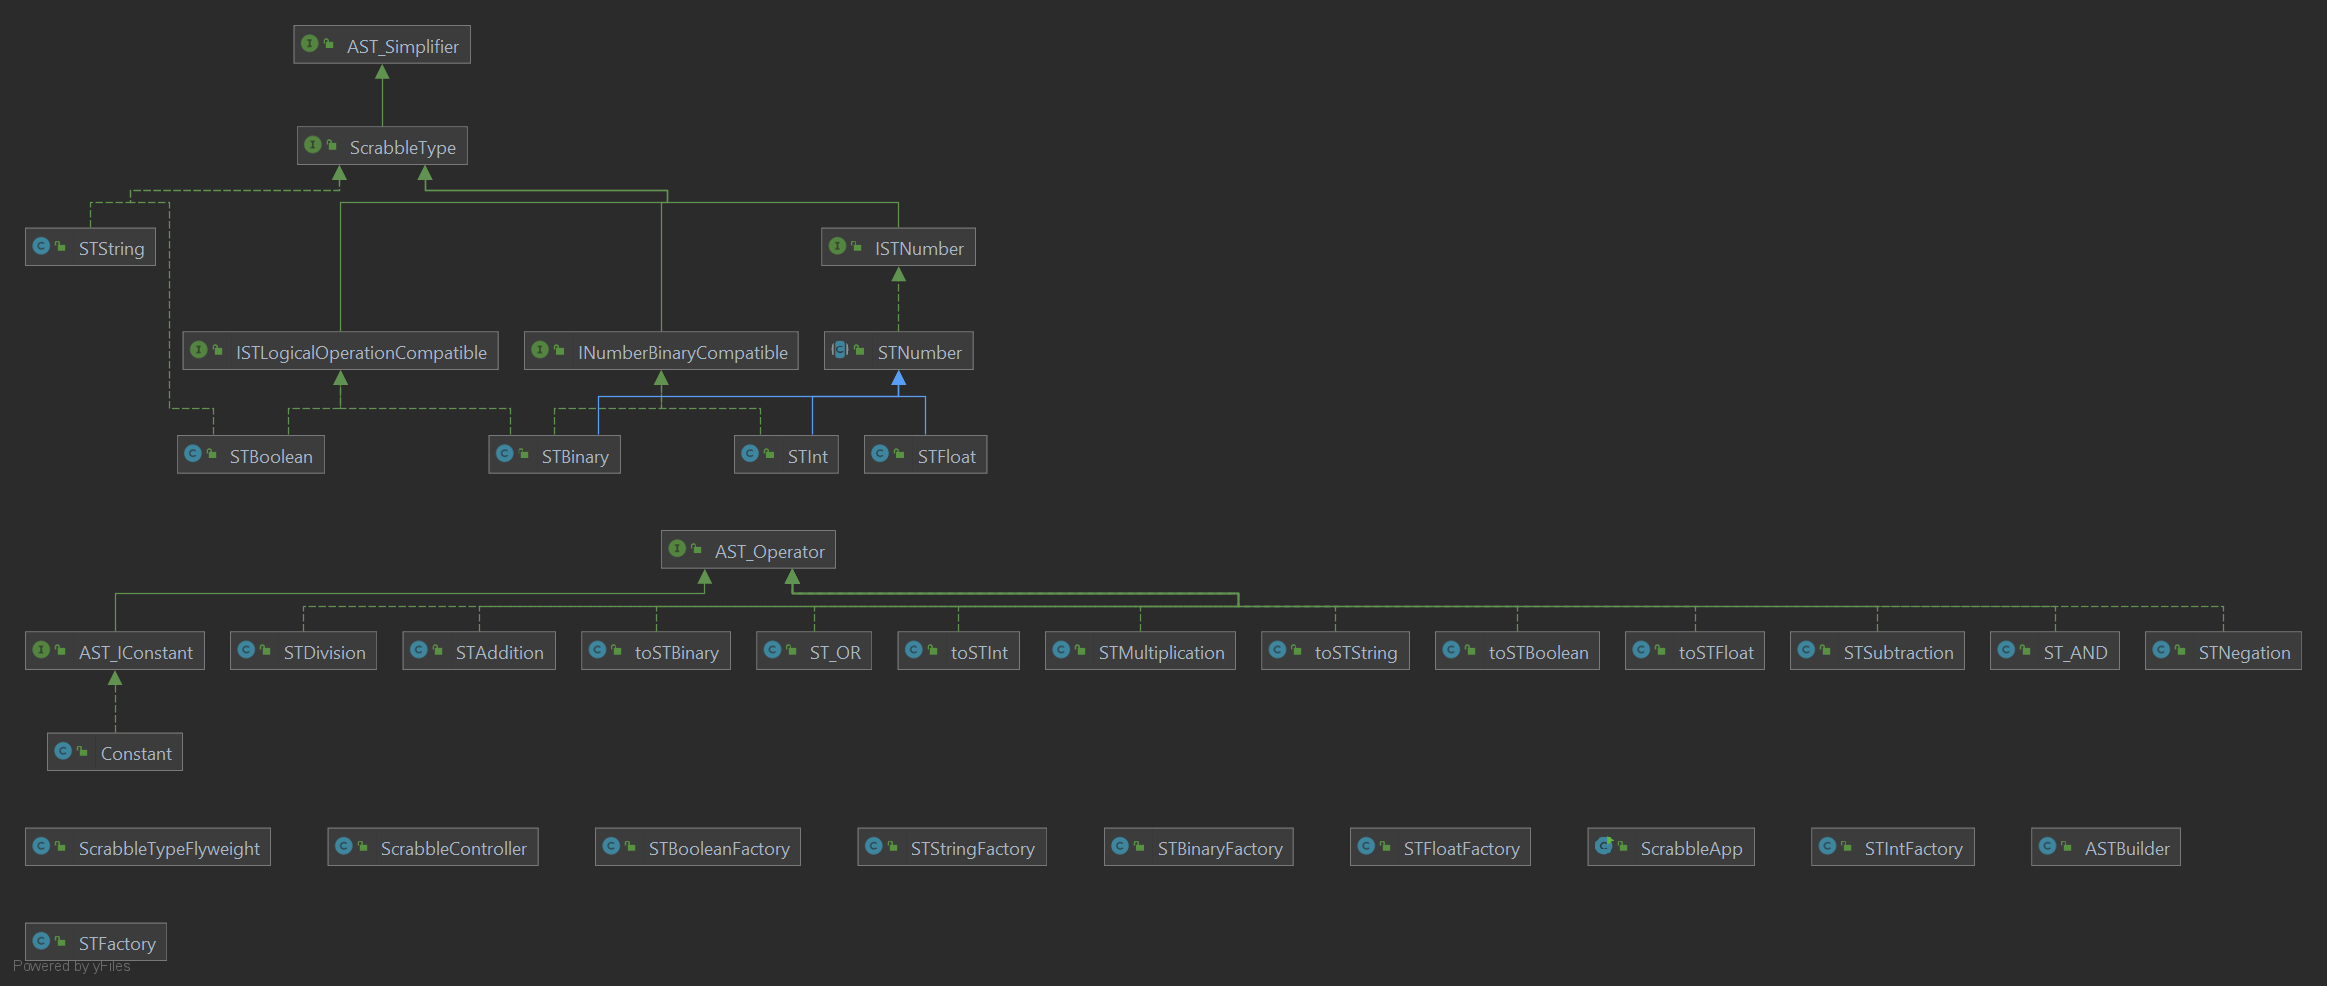 AST_Simplifier
ScrabbleType
STString
ISTNumber
ISTLogicalOperationCompatible
INumberBinaryCompatible
STNumber
STBoolean
STBinary
STInt
STFloat
AST_Operator
AST_IConstant
STDivision
STAddition
toSTBinary
ST_OR
toSTInt
STMultiplication
toSTString
toSTBoolean
toSTFloat
STSubtraction
ST_AND
STNegation
Constant
ScrabbleTypeFlyweight
ScrabbleController
STBooleanFactory
STStringFactory
STBinaryFactory
STFloatFactory
ScrabbleApp
STIntFactory
ASTBuilder
STFactory
Powered by yFiles